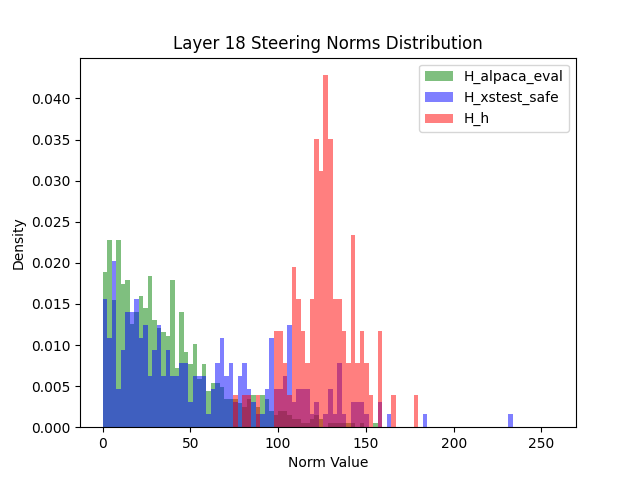 Layer 18 Steering Norms Distribution
H_alpaca_eval
H_xstest_safe
H_h
0.040
0.035
0.030
0.025
0.020
0.015
0.010
0.005
0.000
Density
0 50 100 150 200 250
Norm Value